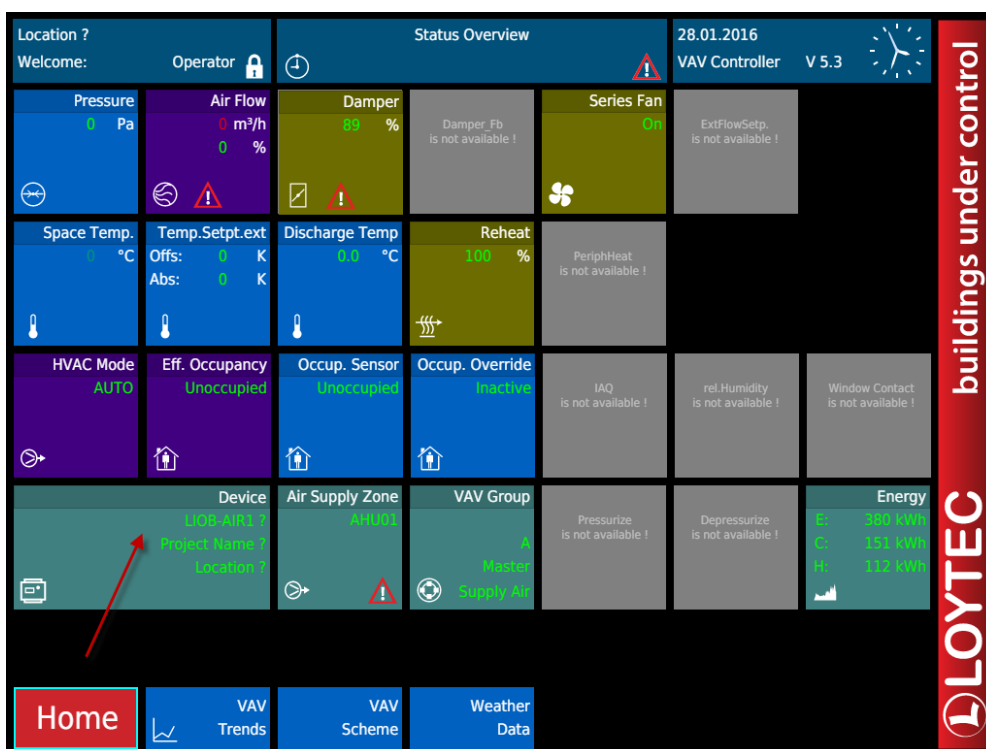 Location ?
Status Overview
28.01.2016
Welcome: Operator
VAV Controller V 5.3
Pressure
0 Pa
Air Flow
0 m³/h
0 %
Damper
89 %
Damper_Fb
is not available !
Series Fan
On
ExtFlowSetp.
is not available !
Space Temp.
0 °C
Temp.Setpt.ext
Offs: 0 K
Abs: 0 K
Discharge Temp
0.0 °C
Reheat
100 %
PeriphHeat
is not available !
HVAC Mode
AUTO
Eff. Occupancy
Unoccupied
Occup. Sensor
Unoccupied
Occup. Override
Inactive
IAQ
is not available !
rel.Humidity
is not available !
Window Contact
is not available !
Device
LIOB-AIR1 ?
Project Name ?
Location ?
Air Supply Zone
AHU01
VAV Group
A
Master
Supply Air
Pressurize
is not available !
Depressurize
is not available !
Energy
E: 380 kWh
C: 151 kWh
H: 112 kWh
Home
VAV
Trends
VAV
Scheme
Weather
Data
LOYTEC
buildings under control